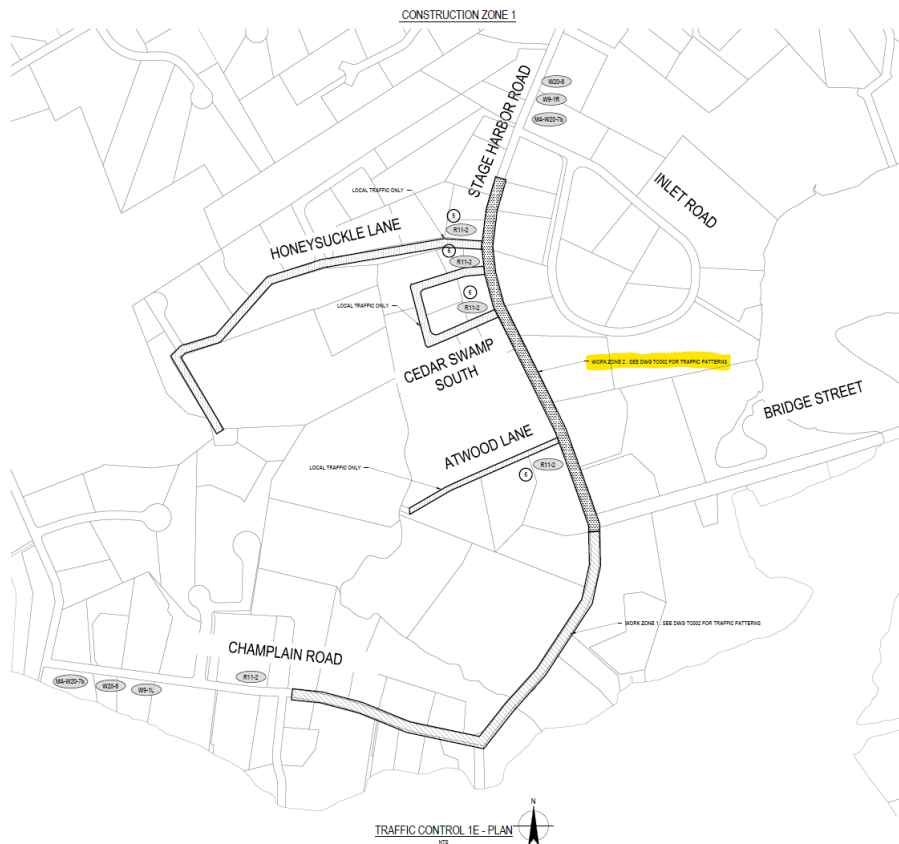 CONSTRUCTION ZONE 1
STAGE HARBOR ROAD
W20-8
W9-1R
MA-W20-7b
INLET ROAD
LOCAL TRAFFIC ONLY
6
R11-2
HONEYSUCKLE LANE
6
R11-2
6
R11-2
LOCAL TRAFFIC ONLY
CEDAR SWAMP
SOUTH
WORK ZONE 2 . SEE DWG TC002 FOR TRAFFIC PATTERNS
BRIDGE STREET
ATWOOD LANE
LOCAL TRAFFIC ONLY
R11-2
6
WORK ZONE 1 . SEE DWG TC002 FOR TRAFFIC PATTERNS
CHAMPLAIN ROAD
R11-2
MA-W20-7b
W20-8
W9-1L
N
TRAFFIC CONTROL 1E - PLAN
NTS